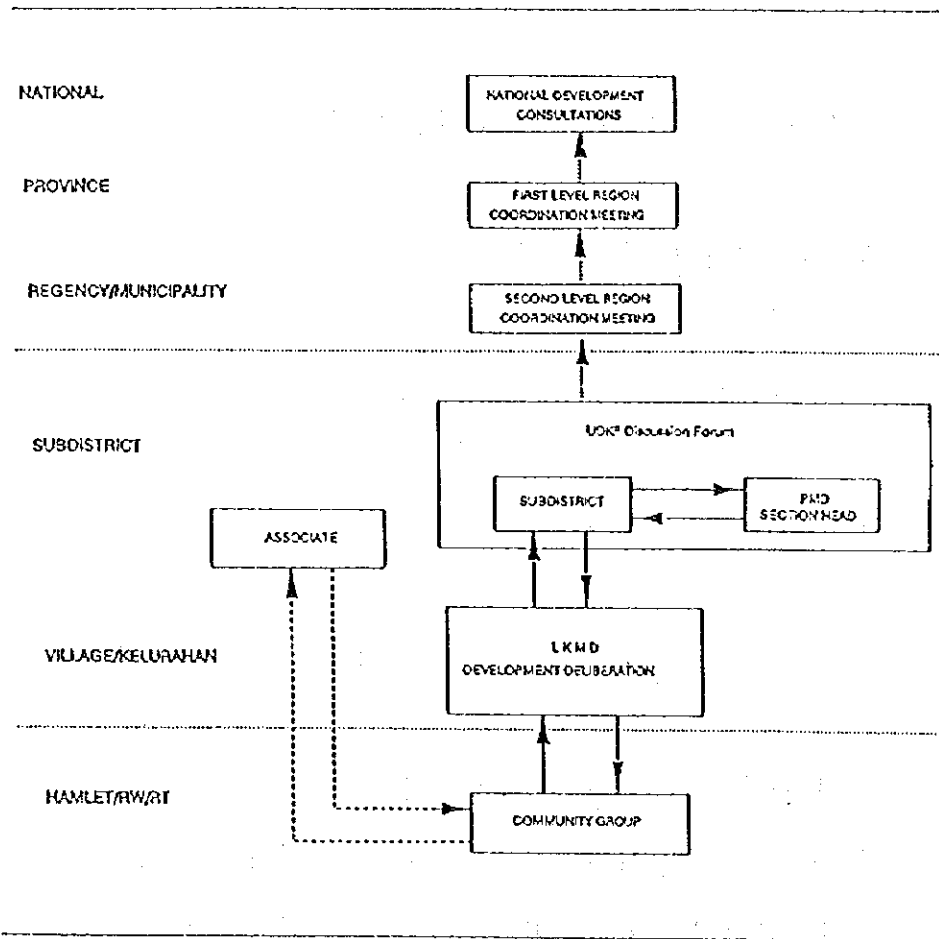 NATIONAL
NATIONAL DEVELOPMENT
CONSULTATIONS
PROVINCE
FIRST LEVEL REGION
COORDINATION MEETING
REGENCY/MUNICIPALITY
SECOND LEVEL REGION
COORDINATION MEETING
SUBDISTRICT
Discussion Forum
SUBDISTRICT
PMD
SECTION HEAD
ASSOCIATE
VILLAGE/KELURAHAN
LKMD
DEVELOPMENT DELIBERATION
HAMLET/RW/RT
COMMUNITY GROUP